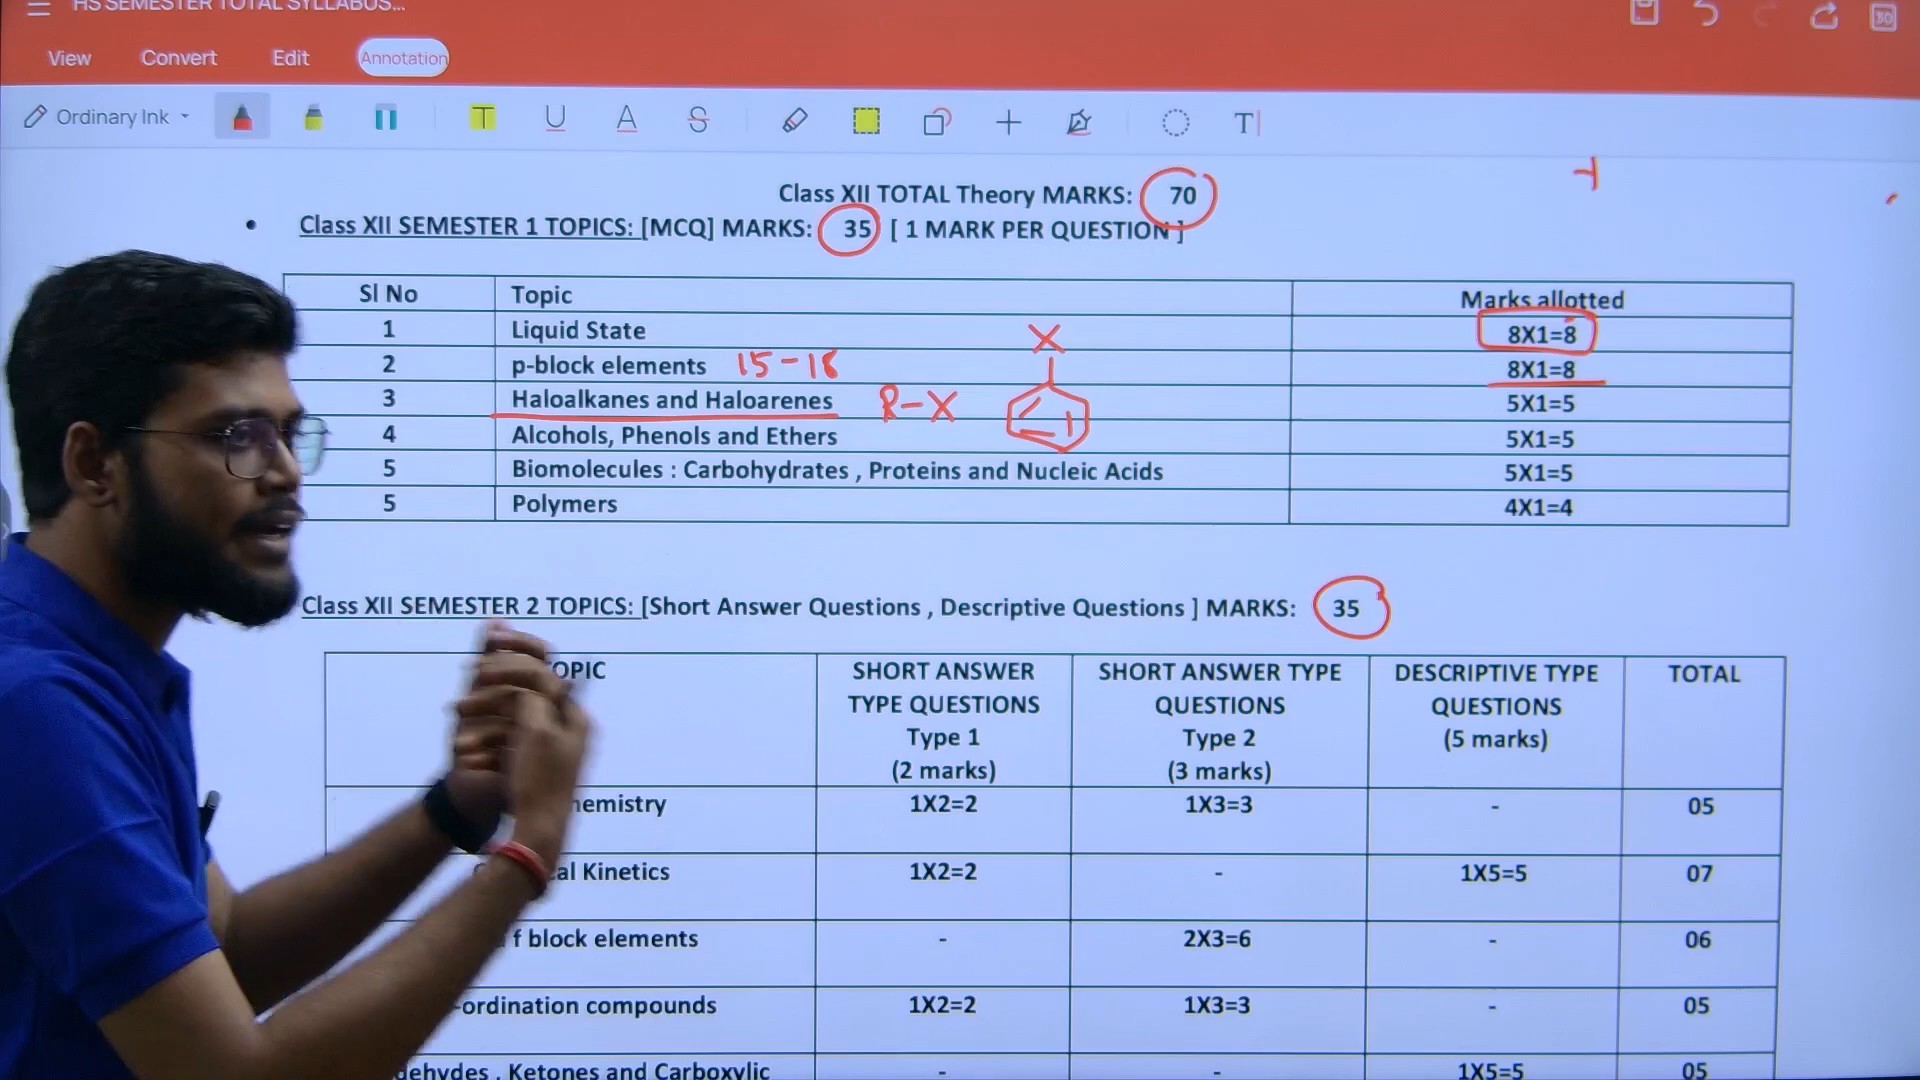 HS SEMESTER TOTAL SYLLABUS...
View Convert Edit Annotation
Ordinary Ink
Class XII TOTAL Theory MARKS: 70
• Class XII SEMESTER 1 TOPICS: [MCQ] MARKS: 35 [ 1 MARK PER QUESTION ]
Sl No Topic Marks allotted
1 Liquid State 8X1=8
2 p-block elements 15-18 8X1=8
3 Haloalkanes and Haloarenes R-X X 5X1=5
4 Alcohols, Phenols and Ethers 5X1=5
5 Biomolecules : Carbohydrates , Proteins and Nucleic Acids 5X1=5
5 Polymers 4X1=4
Class XII SEMESTER 2 TOPICS: [Short Answer Questions , Descriptive Questions ] MARKS: 35
OPIC SHORT ANSWER TYPE QUESTIONS Type 1 (2 marks) SHORT ANSWER TYPE QUESTIONS Type 2 (3 marks) DESCRIPTIVE TYPE QUESTIONS (5 marks) TOTAL
hemistry 1X2=2 1X3=3 - 05
al Kinetics 1X2=2 - 1X5=5 07
f block elements - 2X3=6 - 06
-ordination compounds 1X2=2 1X3=3 - 05
dehydes , Ketones and Carboxylic - - 1X5=5 05